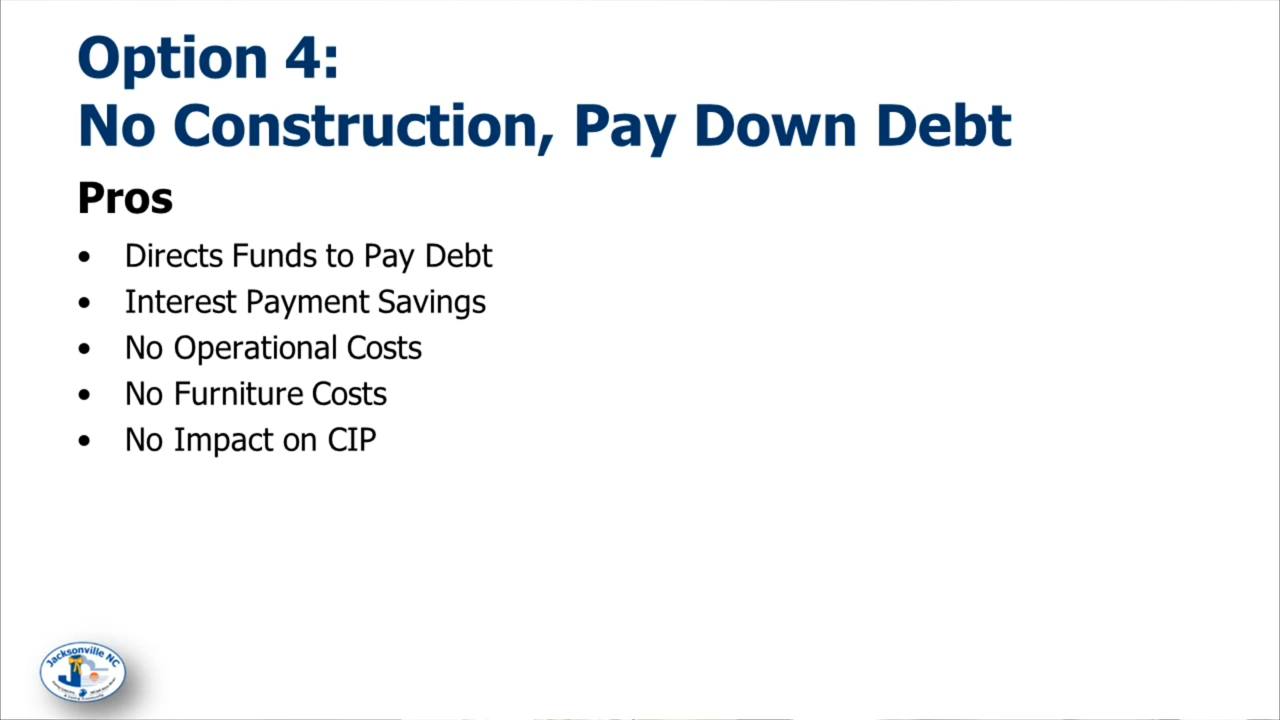 Option 4:
No Construction, Pay Down Debt
Pros
• Directs Funds to Pay Debt
• Interest Payment Savings
• No Operational Costs
• No Furniture Costs
• No Impact on CIP
Jacksonville NC